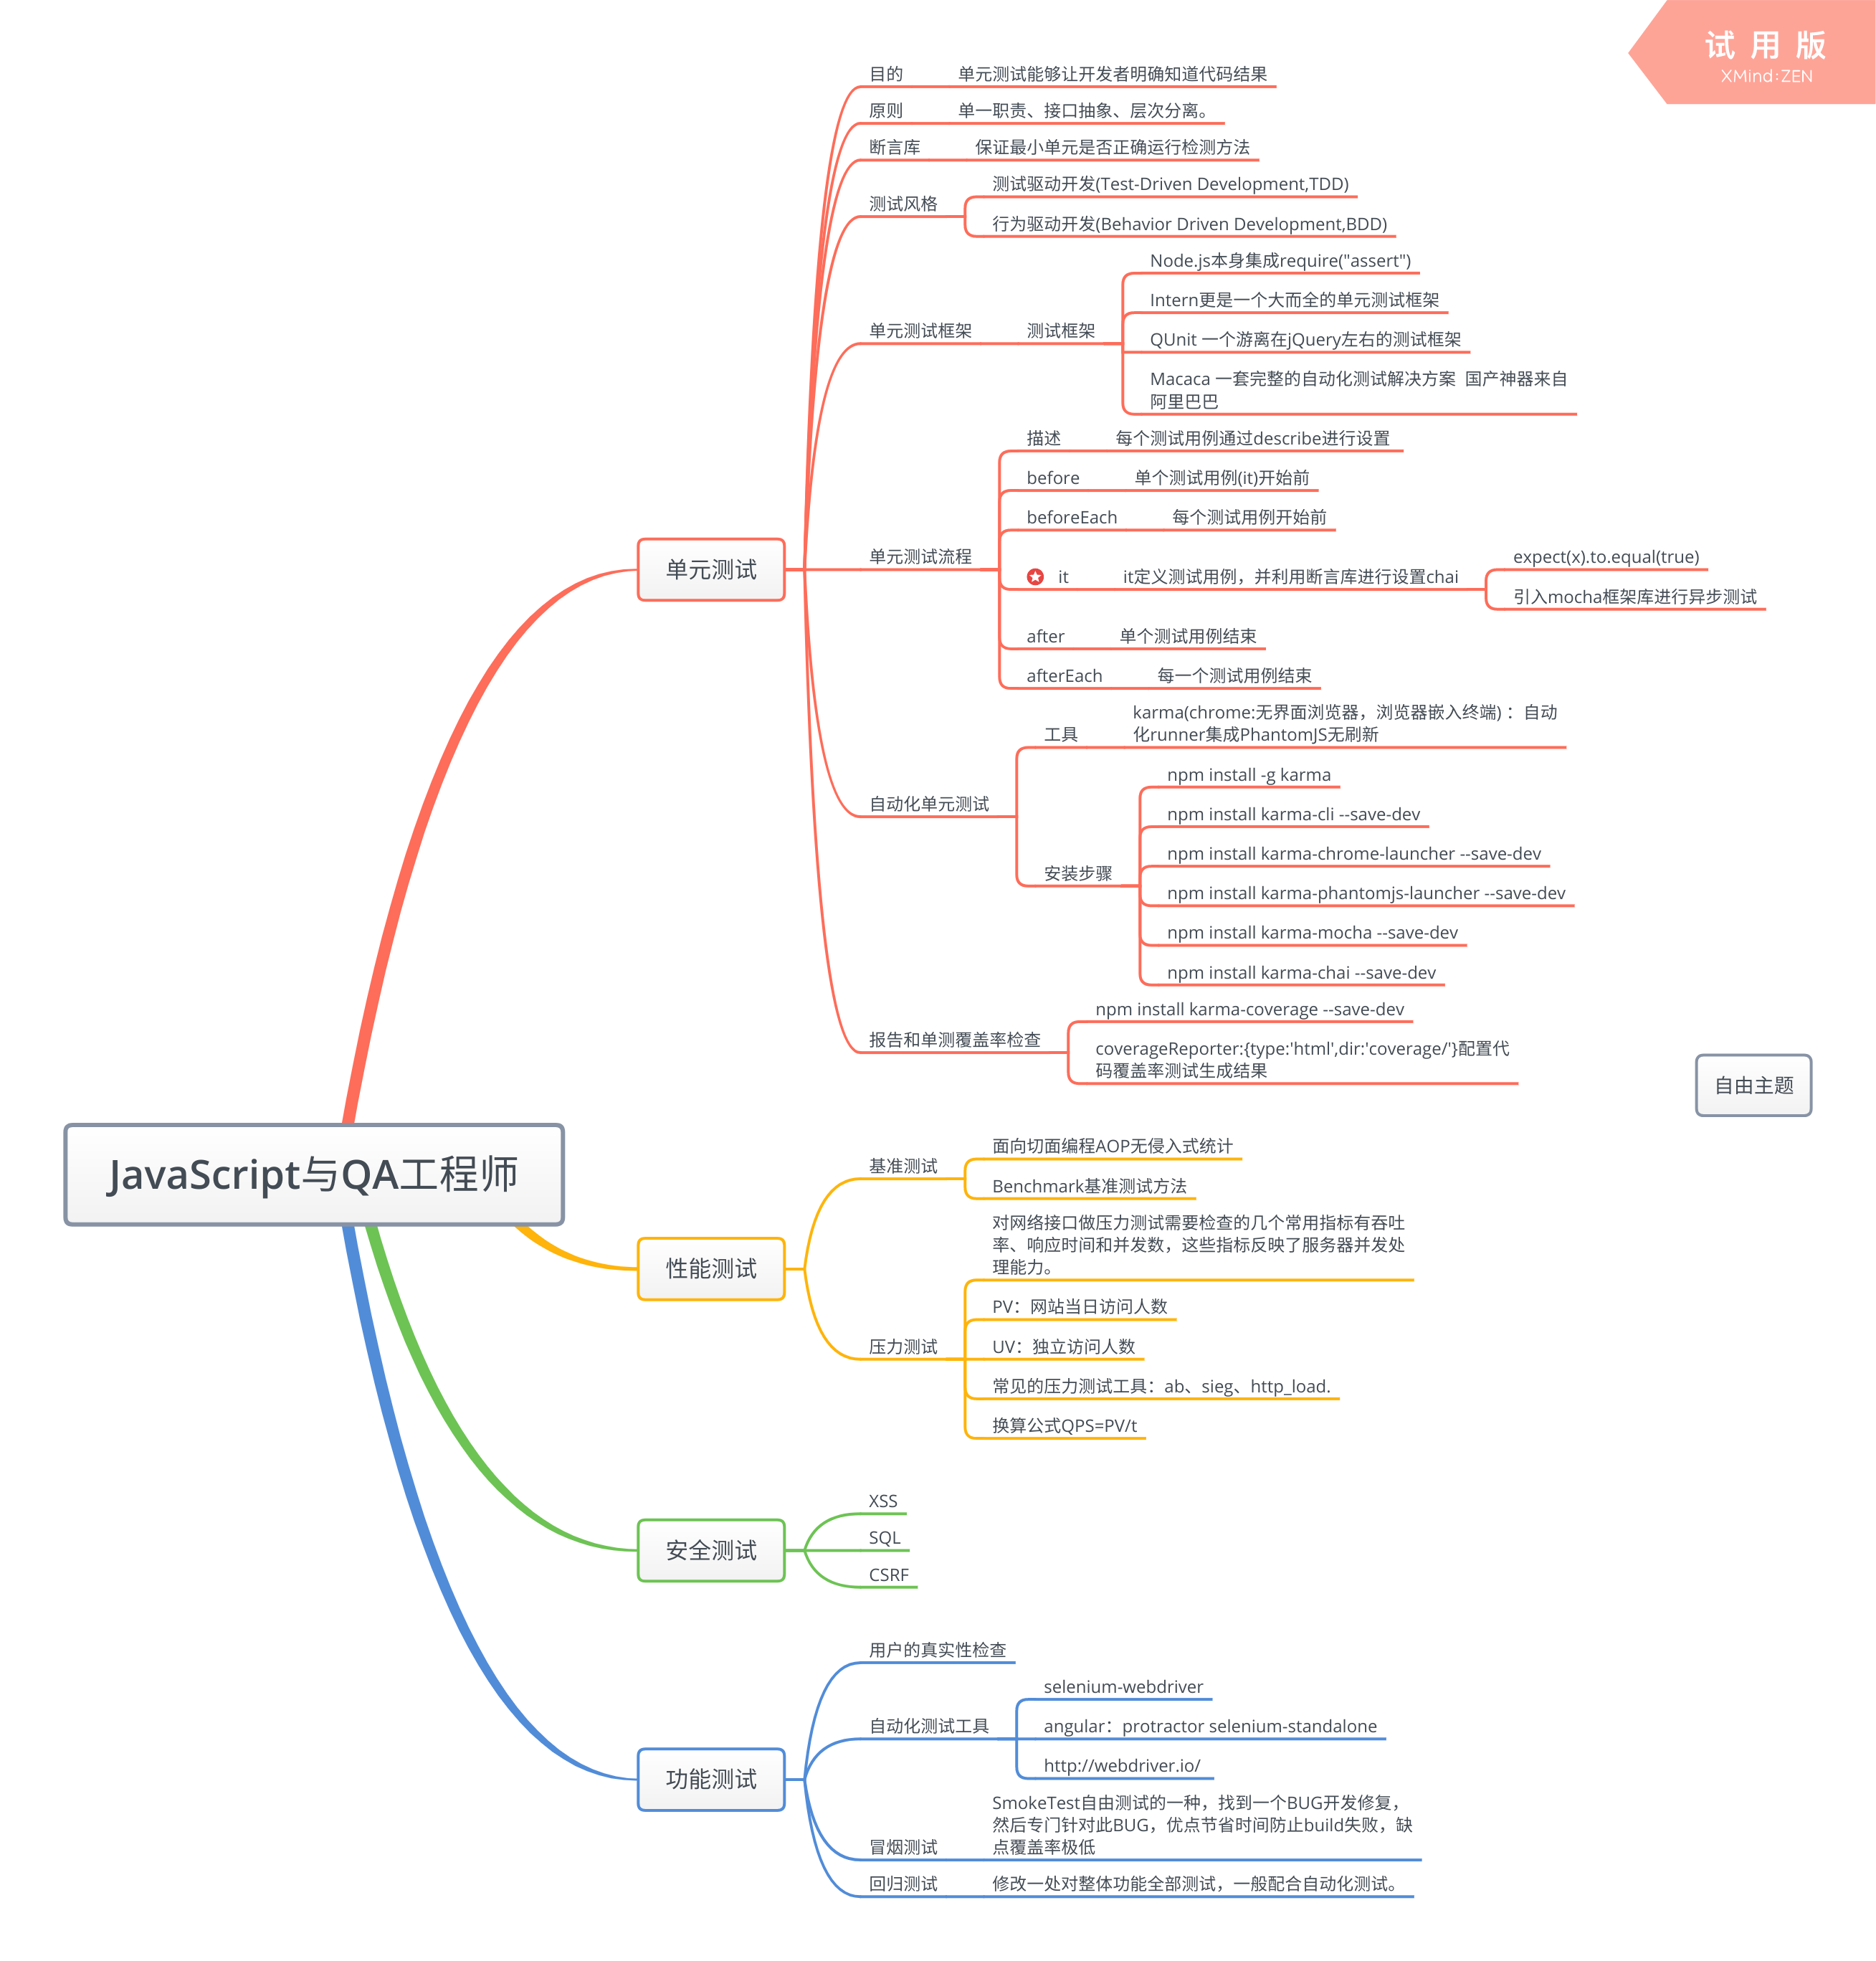 试 用 版
XMind:ZEN
JavaScript与QA工程师
单元测试
目的
单元测试能够让开发者明确知道代码结果
原则
单一职责、接口抽象、层次分离。
断言库
保证最小单元是否正确运行检测方法
测试风格
测试驱动开发(Test-Driven Development,TDD)
行为驱动开发(Behavior Driven Development,BDD)
单元测试框架
测试框架
Node.js本身集成require("assert")
Intern更是一个大而全的单元测试框架
QUnit 一个游离在jQuery左右的测试框架
Macaca 一套完整的自动化测试解决方案 国产神器来自
阿里巴巴
单元测试流程
描述
每个测试用例通过describe进行设置
before
单个测试用例(it)开始前
beforeEach
每个测试用例开始前
it
it定义测试用例，并利用断言库进行设置chai
expect(x).to.equal(true)
引入mocha框架库进行异步测试
after
单个测试用例结束
afterEach
每一个测试用例结束
自动化单元测试
工具
karma(chrome:无界面浏览器，浏览器嵌入终端)：自动
化runner集成PhantomJS无刷新
安装步骤
npm install -g karma
npm install karma-cli --save-dev
npm install karma-chrome-launcher --save-dev
npm install karma-phantomjs-launcher --save-dev
npm install karma-mocha --save-dev
npm install karma-chai --save-dev
报告和单测覆盖率检查
npm install karma-coverage --save-dev
coverageReporter:{type:'html',dir:'coverage/'}配置代
码覆盖率测试生成结果
自由主题
性能测试
基准测试
面向切面编程AOP无侵入式统计
Benchmark基准测试方法
压力测试
对网络接口做压力测试需要检查的几个常用指标有吞吐
率、响应时间和并发数，这些指标反映了服务器并发处
理能力。
PV：网站当日访问人数
UV：独立访问人数
常见的压力测试工具：ab、sieg、http_load.
换算公式QPS=PV/t
安全测试
XSS
SQL
CSRF
功能测试
用户的真实性检查
自动化测试工具
selenium-webdriver
angular：protractor selenium-standalone
http://webdriver.io/
冒烟测试
SmokeTest自由测试的一种，找到一个BUG开发修复，
然后专门针对此BUG，优点节省时间防止build失败，缺
点覆盖率极低
回归测试
修改一处对整体功能全部测试，一般配合自动化测试。